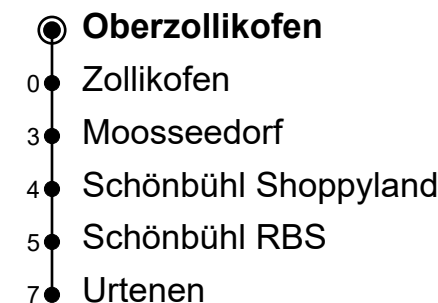 Oberzollikofen
0 Zollikofen
3 Moosseedorf
4 Schönbühl Shoppyland
5 Schönbühl RBS
7 Urtenen